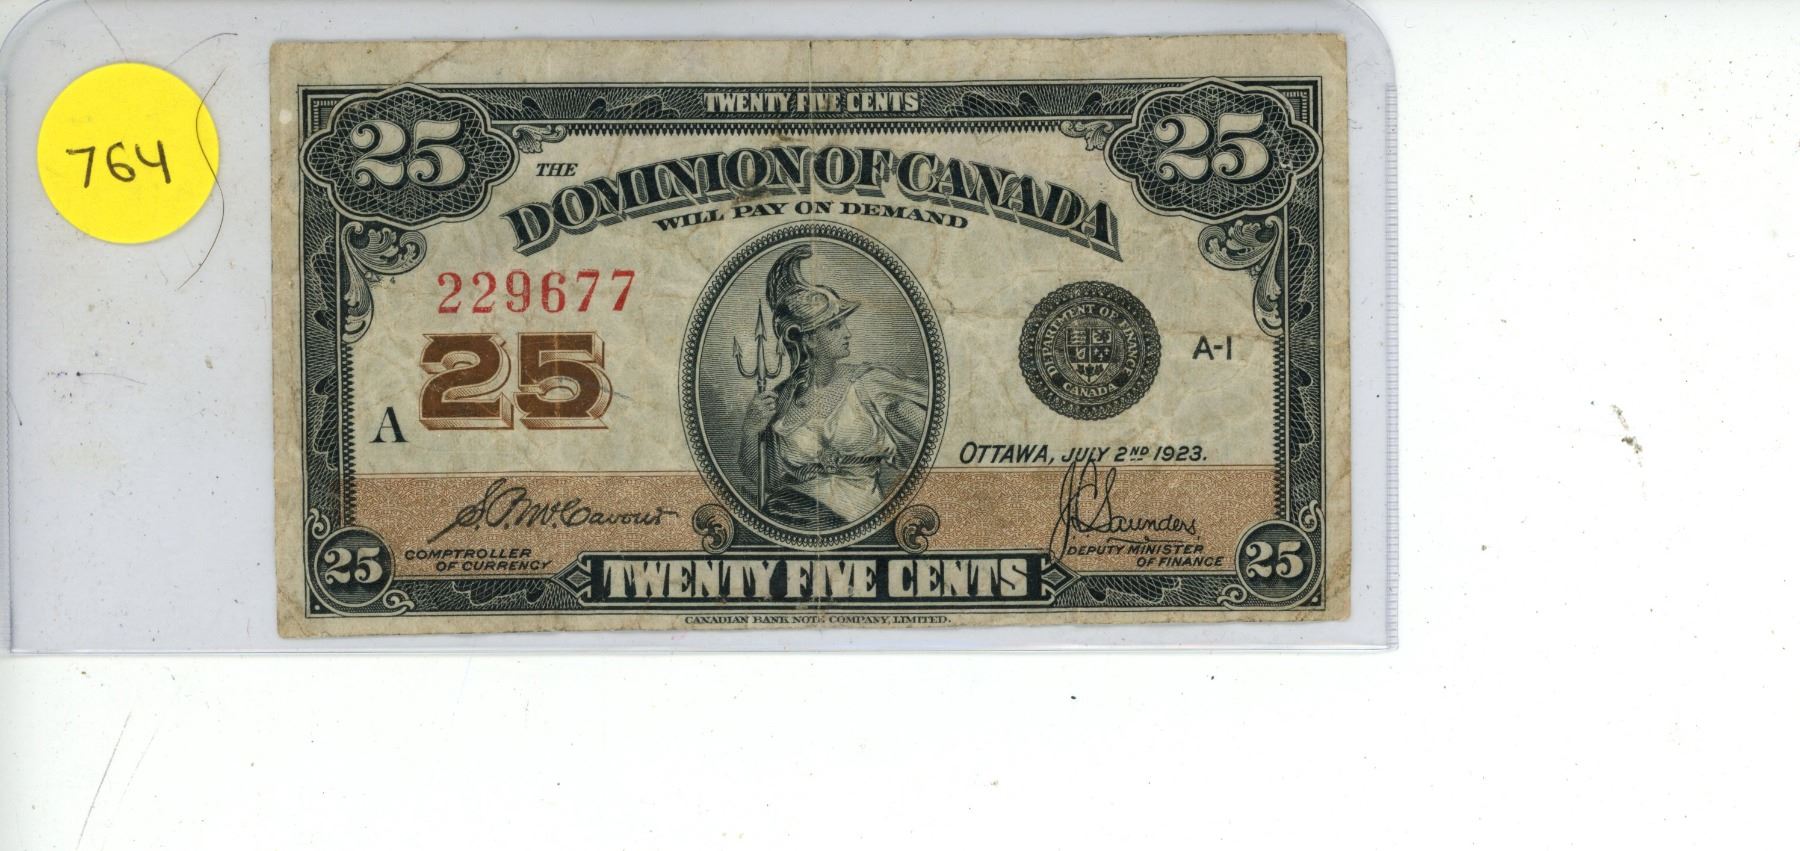 764
TWENTY FIVE CENTS
25
25
THE
DOMINION OF CANADA
WILL PAY ON DEMAND
229677
25
A
DEPARTMENT OF FINANCE
CANADA
A-1
OTTAWA, JULY 2ND 1923.
S.P. McCavour
J C Saunders
COMPTROLLER
OF CURRENCY
DEPUTY MINISTER
OF FINANCE
25
TWENTY FIVE CENTS
25
CANADIAN BANK NOTE COMPANY, LIMITED.